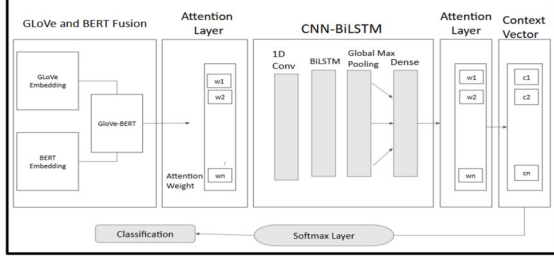 GLoVe and BERT Fusion
GLoVe
Embedding
BERT
Embedding
GloVe-BERT
Attention
Layer
w1
w2
wn
Attention
Weight
CNN-BiLSTM
1D
Conv
BiLSTM
Global Max
Pooling
Dense
Attention
Layer
w1
w2
wn
Context
Vector
c1
c2
cn
Softmax Layer
Classification